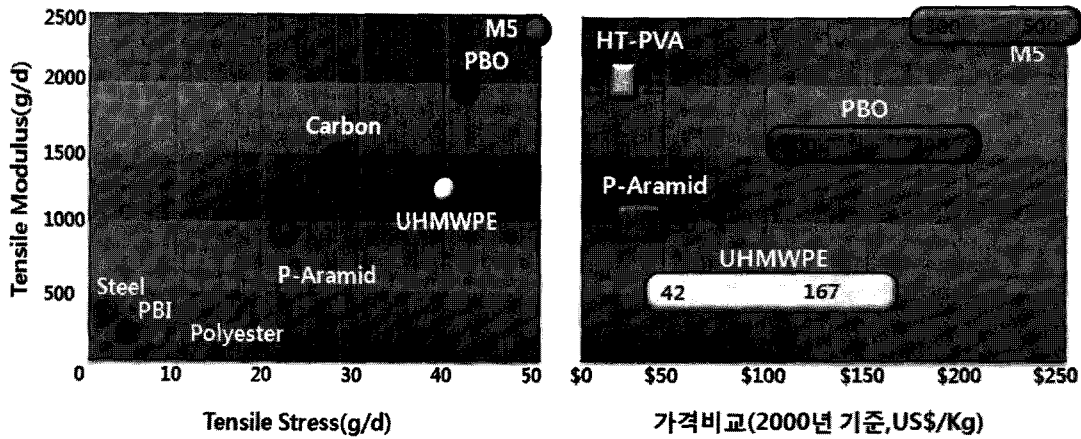 Tensile Modulus(g/d)
2500
2000
1500
1000
500
0
10
20
30
40
50
Tensile Stress(g/d)
M5
PBO
Carbon
UHMWPE
P-Aramid
Steel
PBI
Polyester
HT-PVA
500
M5
PBO
P-Aramid
UHMWPE
42 167
$0 $50 $100 $150 $200 $250
가격비교(2000년 기준,US$/Kg)